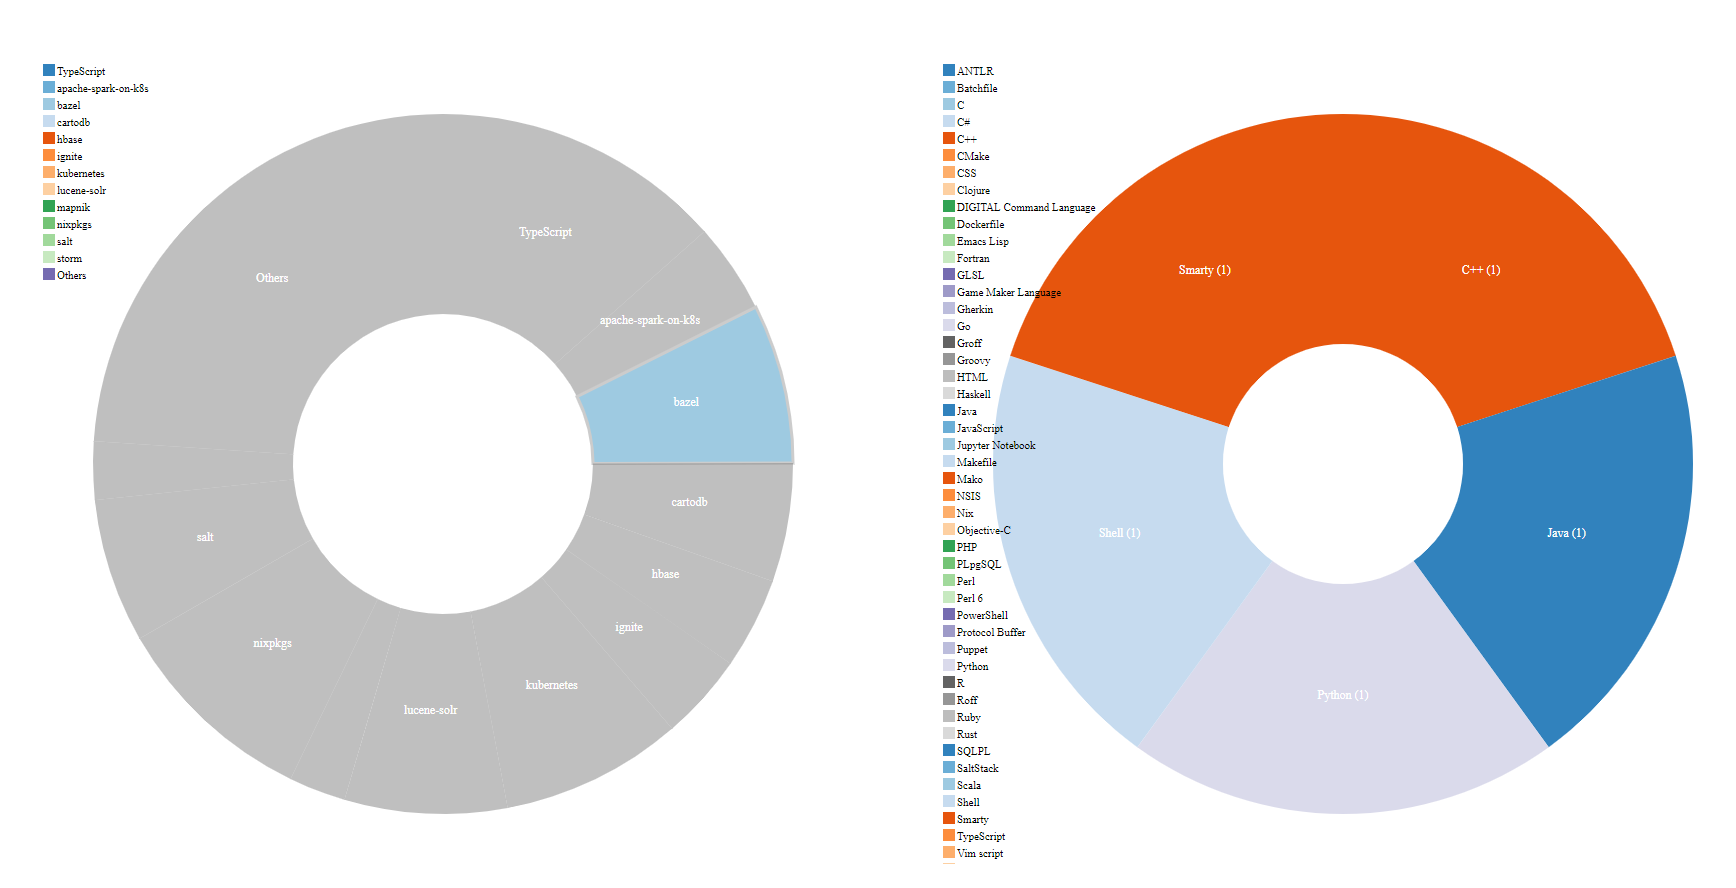 TypeScript
apache-spark-on-k8s
bazel
cartodb
hbase
ignite
kubernetes
lucene-solr
mapnik
nixpkgs
salt
storm
Others
TypeScript
Others
apache-spark-on-k8s
bazel
cartodb
salt
hbase
ignite
nixpkgs
kubernetes
lucene-solr
ANTLR
Batchfile
C
C#
C++
CMake
CSS
Clojure
DIGITAL Command Language
Dockerfile
Emacs Lisp
Fortran
GLSL
Game Maker Language
Gherkin
Go
Groff
Groovy
HTML
Haskell
Java
JavaScript
Jupyter Notebook
Makefile
Mako
NSIS
Nix
Objective-C
PHP
PLpgSQL
Perl
Perl 6
PowerShell
Protocol Buffer
Puppet
Python
R
Roff
Ruby
Rust
SQLPL
SaltStack
Scala
Shell
Smarty
TypeScript
Vim script
Smarty (1)
C++ (1)
Shell (1)
Java (1)
Python (1)